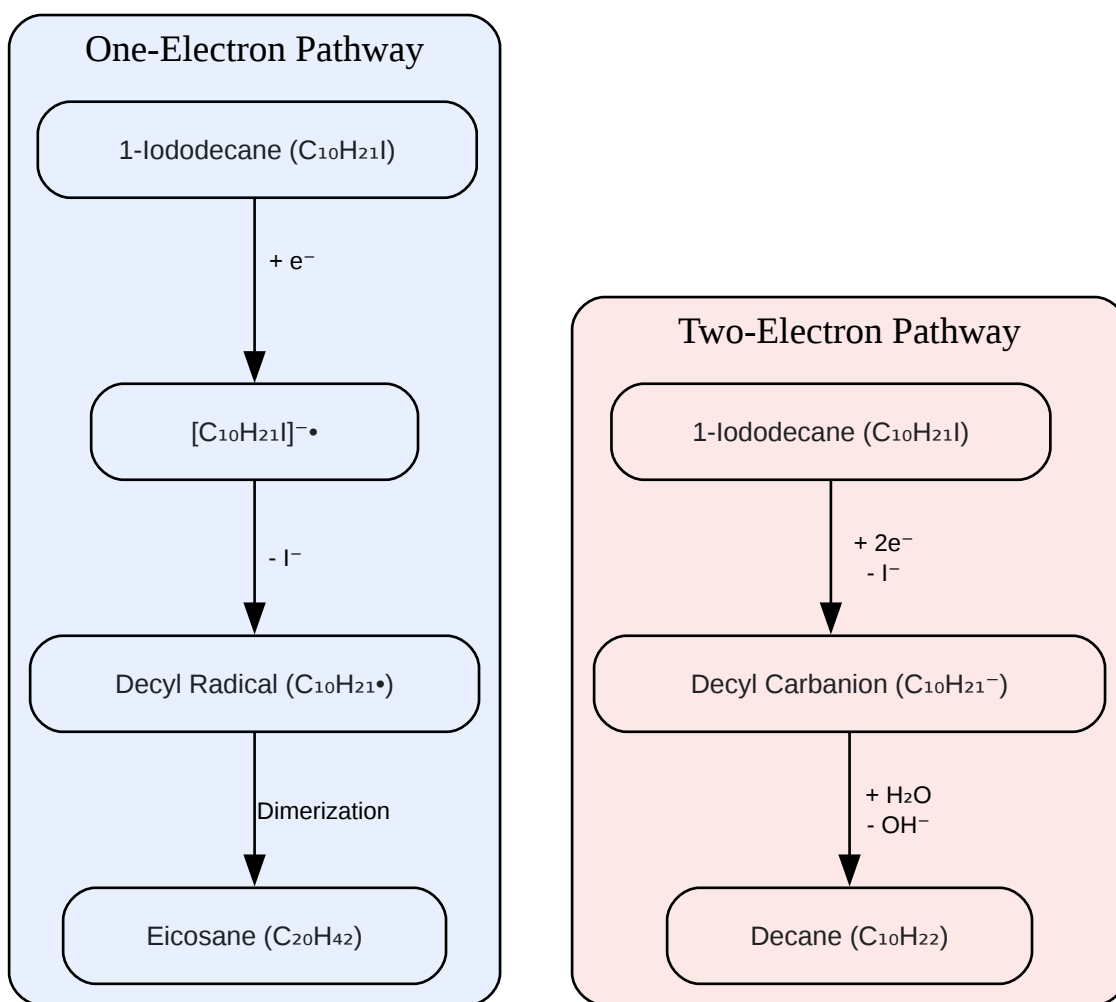 One-Electron Pathway
1-Iododecane (C₁₀H₂₁I)
+ e⁻
[C₁₀H₂₁I]⁻•
- I⁻
Decyl Radical (C₁₀H₂₁•)
Dimerization
Eicosane (C₂₀H₄₂)
Two-Electron Pathway
1-Iododecane (C₁₀H₂₁I)
+ 2e⁻
- I⁻
Decyl Carbanion (C₁₀H₂₁⁻)
+ H₂O
- OH⁻
Decane (C₁₀H₂₂)